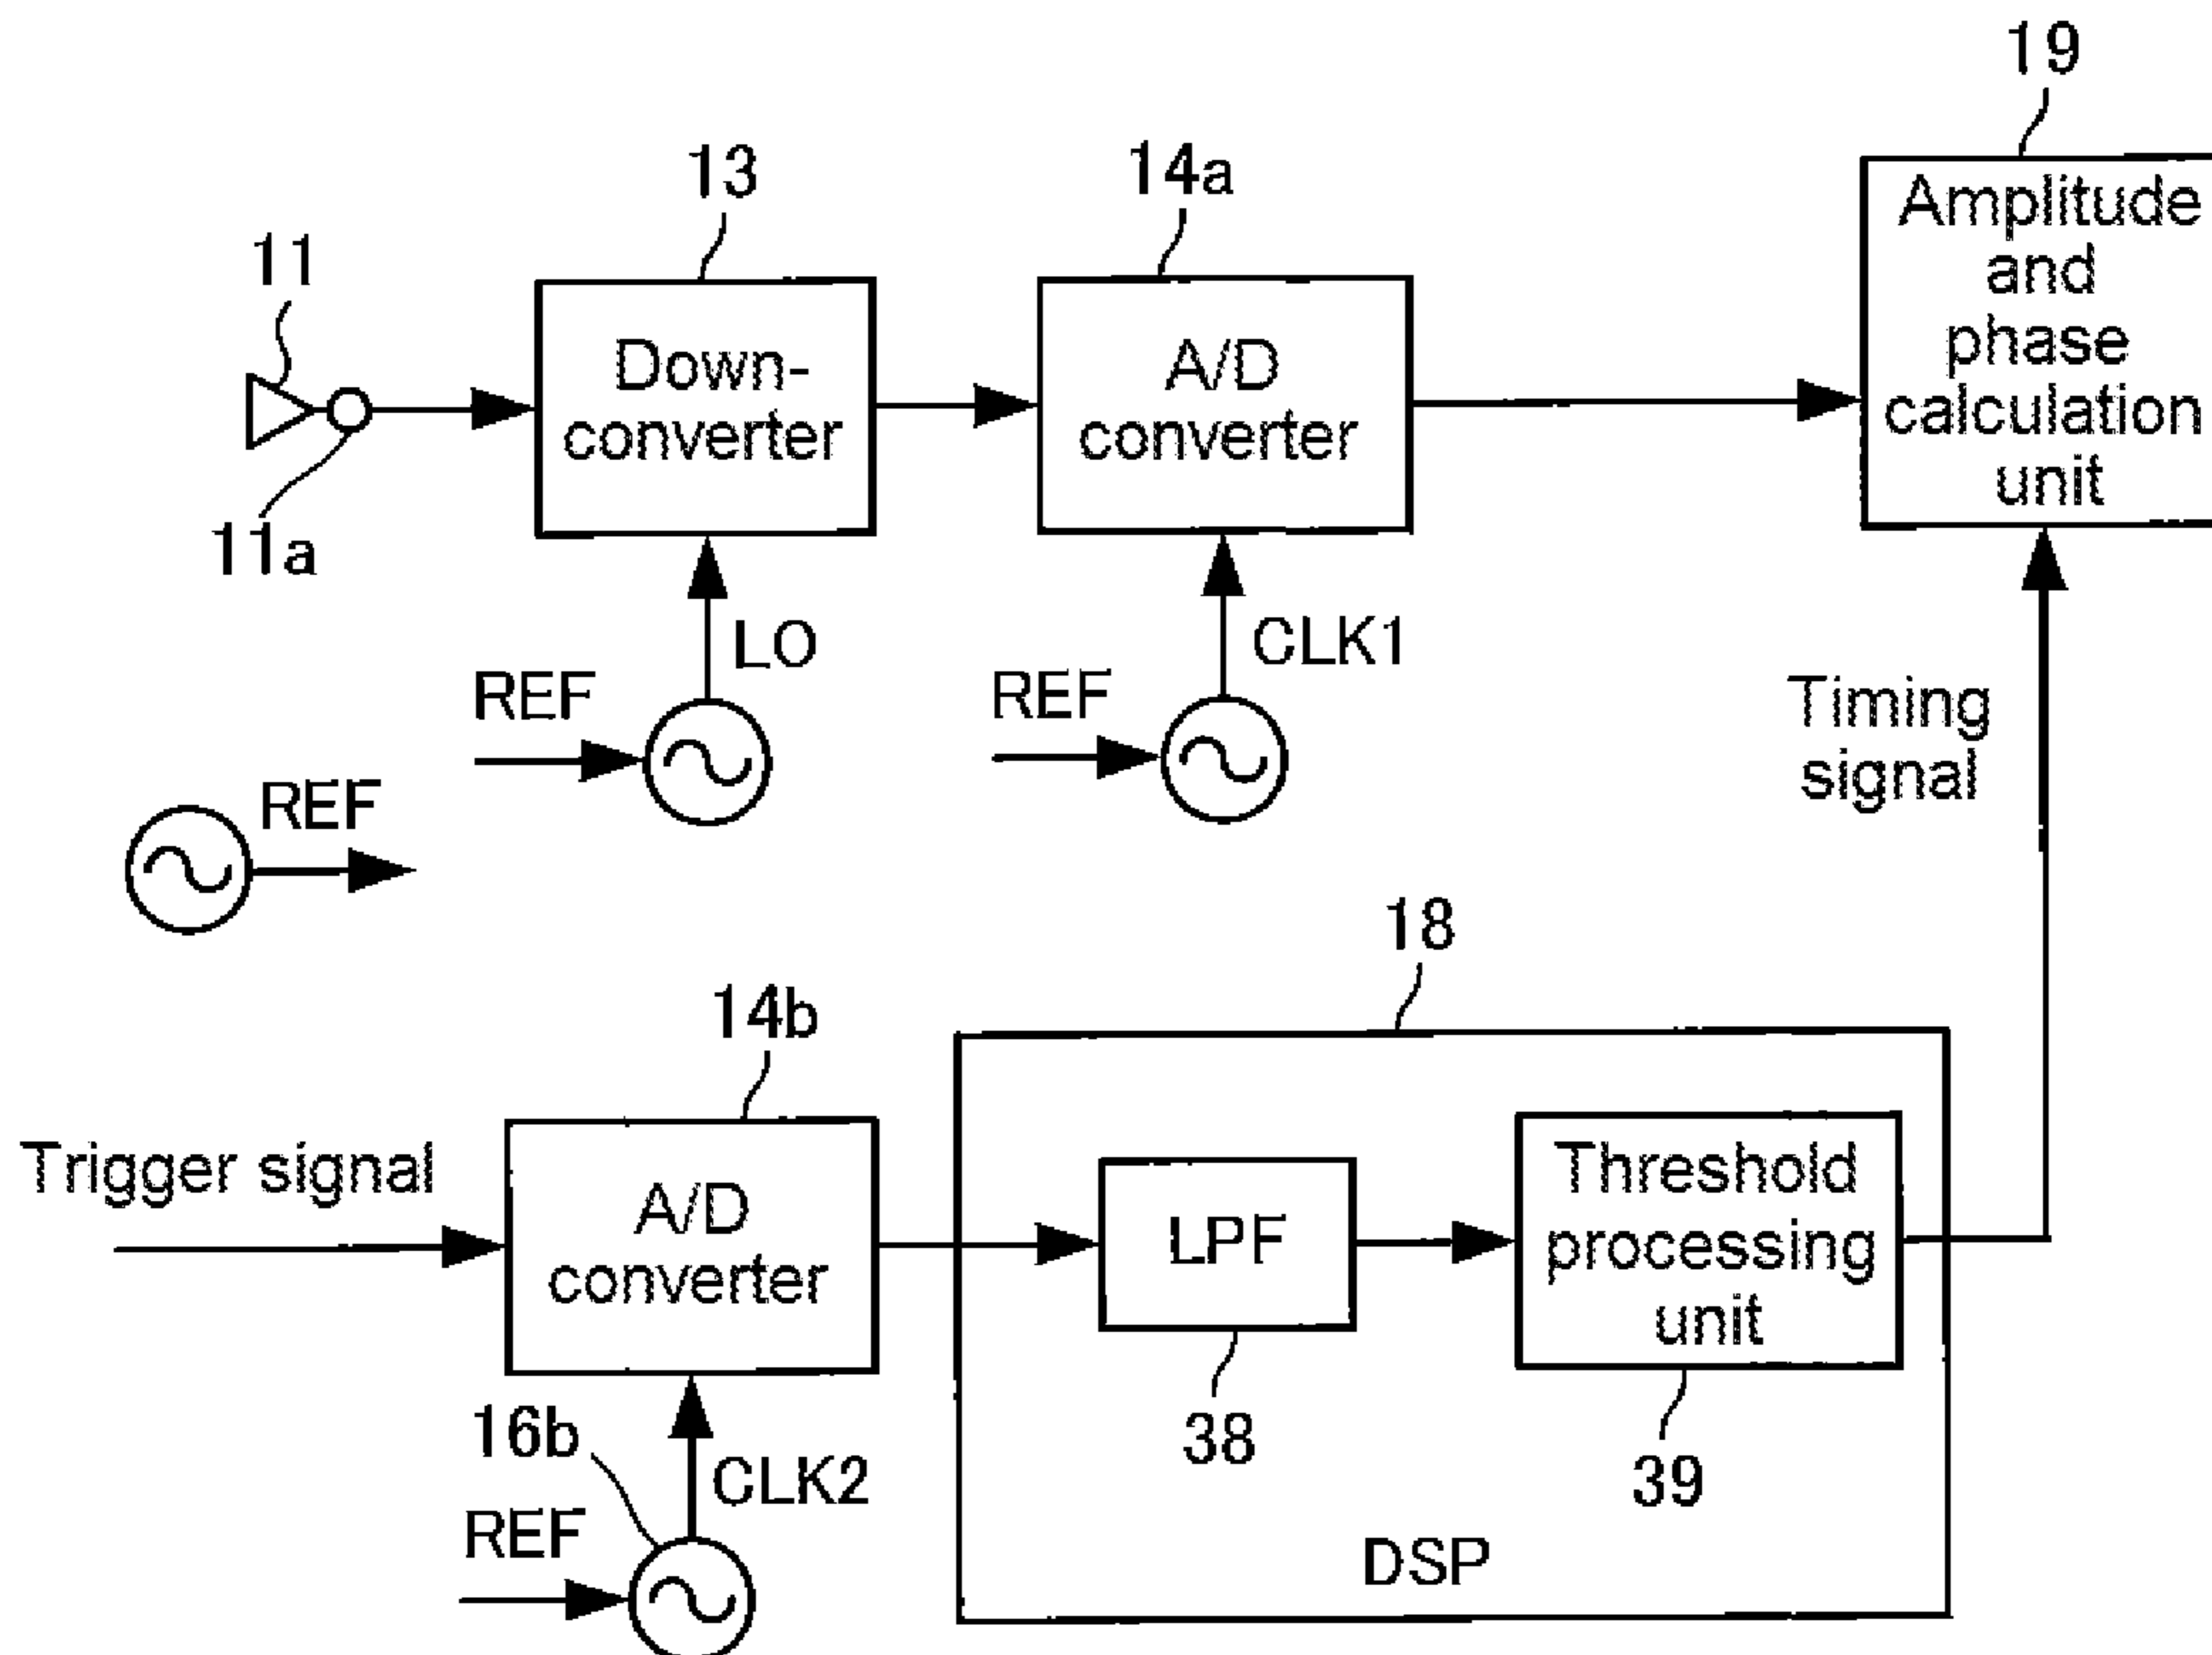 19
13
14a
11
Amplitude
and
phase
calculation
unit
Down-
converter
A/D
converter
11a
LO
CLK1
REF
REF
Timing
signal
REF
18
14b
Trigger signal
A/D
converter
LPF
Threshold
processing
unit
16b
CLK2
38
39
REF
DSP